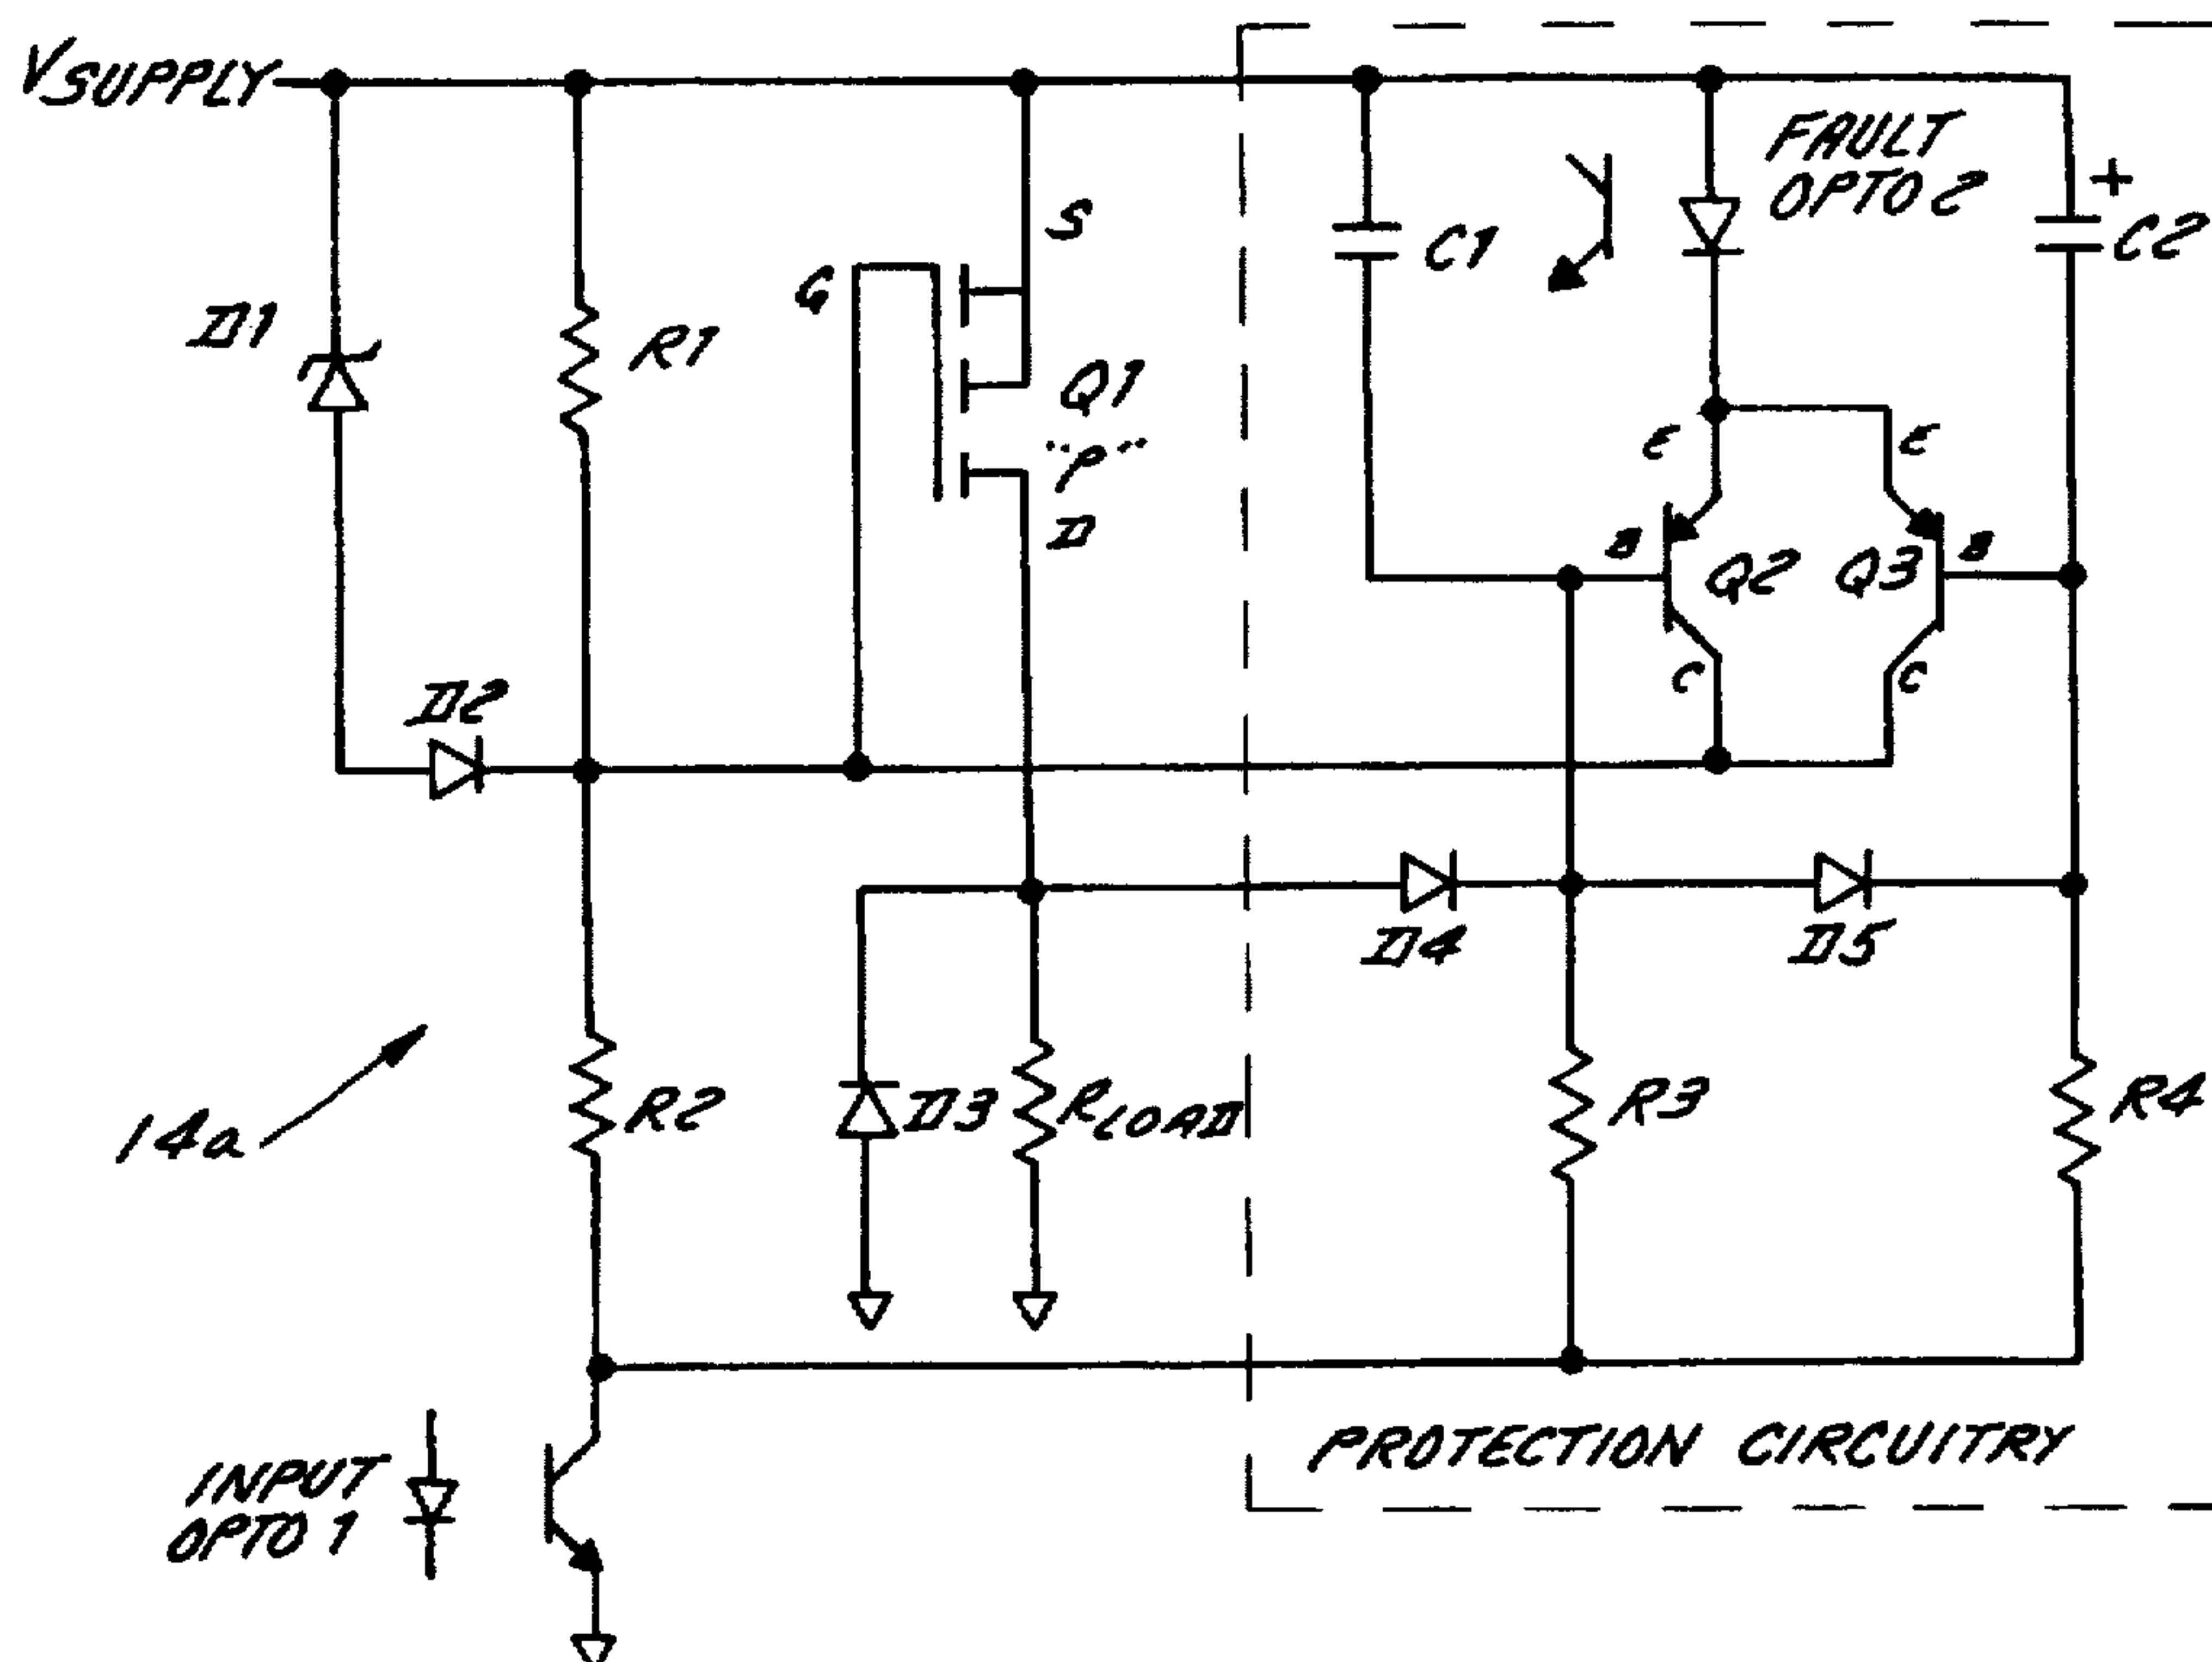 VSUPPLY
FAULT
OPTO 2
+
S
G
C1
C2
D1
R1
Q1
"P"
E
E
D
B
Q2
Q3
B
C
C
D2
D4
D5
14a
R2
D3
RLOAD
R3
R4
INPUT
OPTO 1
PROTECTION CIRCUITRY